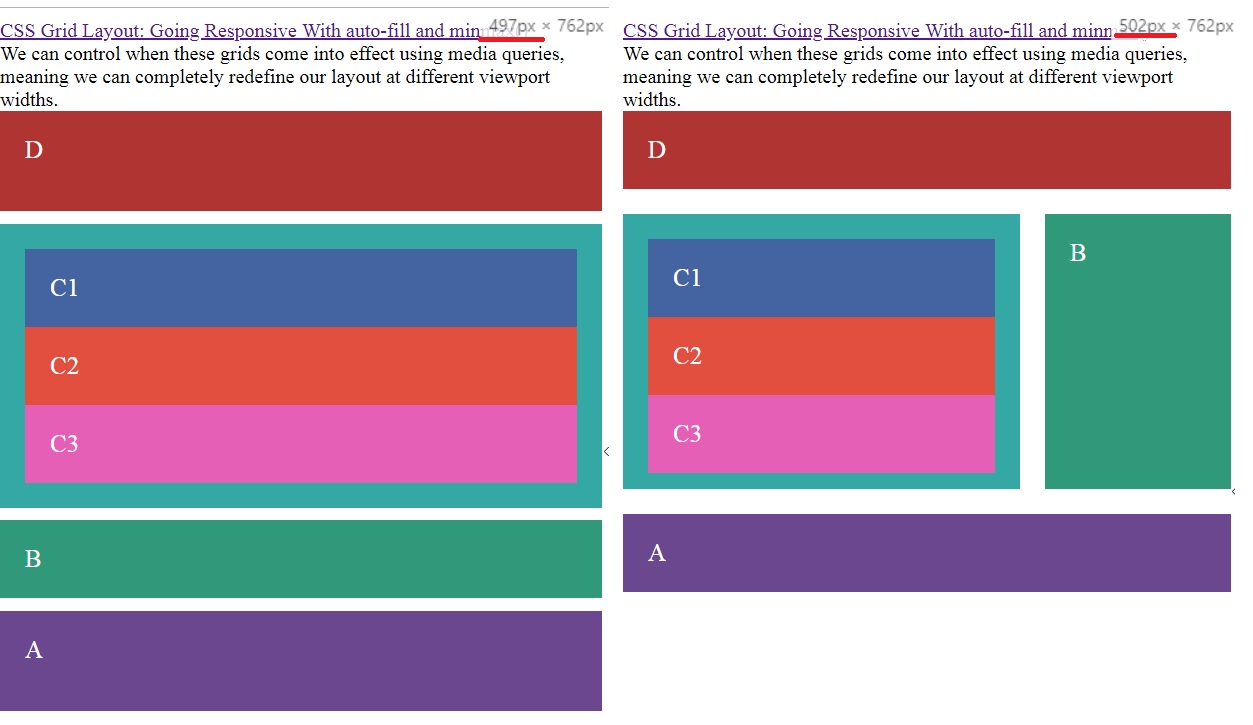 CSS Grid Layout: Going Responsive With auto-fill and min
497px × 762px
We can control when these grids come into effect using media queries,
meaning we can completely redefine our layout at different viewport
widths.
D
C1
C2
C3
B
A
CSS Grid Layout: Going Responsive With auto-fill and minm
502px × 762px
We can control when these grids come into effect using media queries,
meaning we can completely redefine our layout at different viewport
widths.
D
C1
B
C2
C3
A